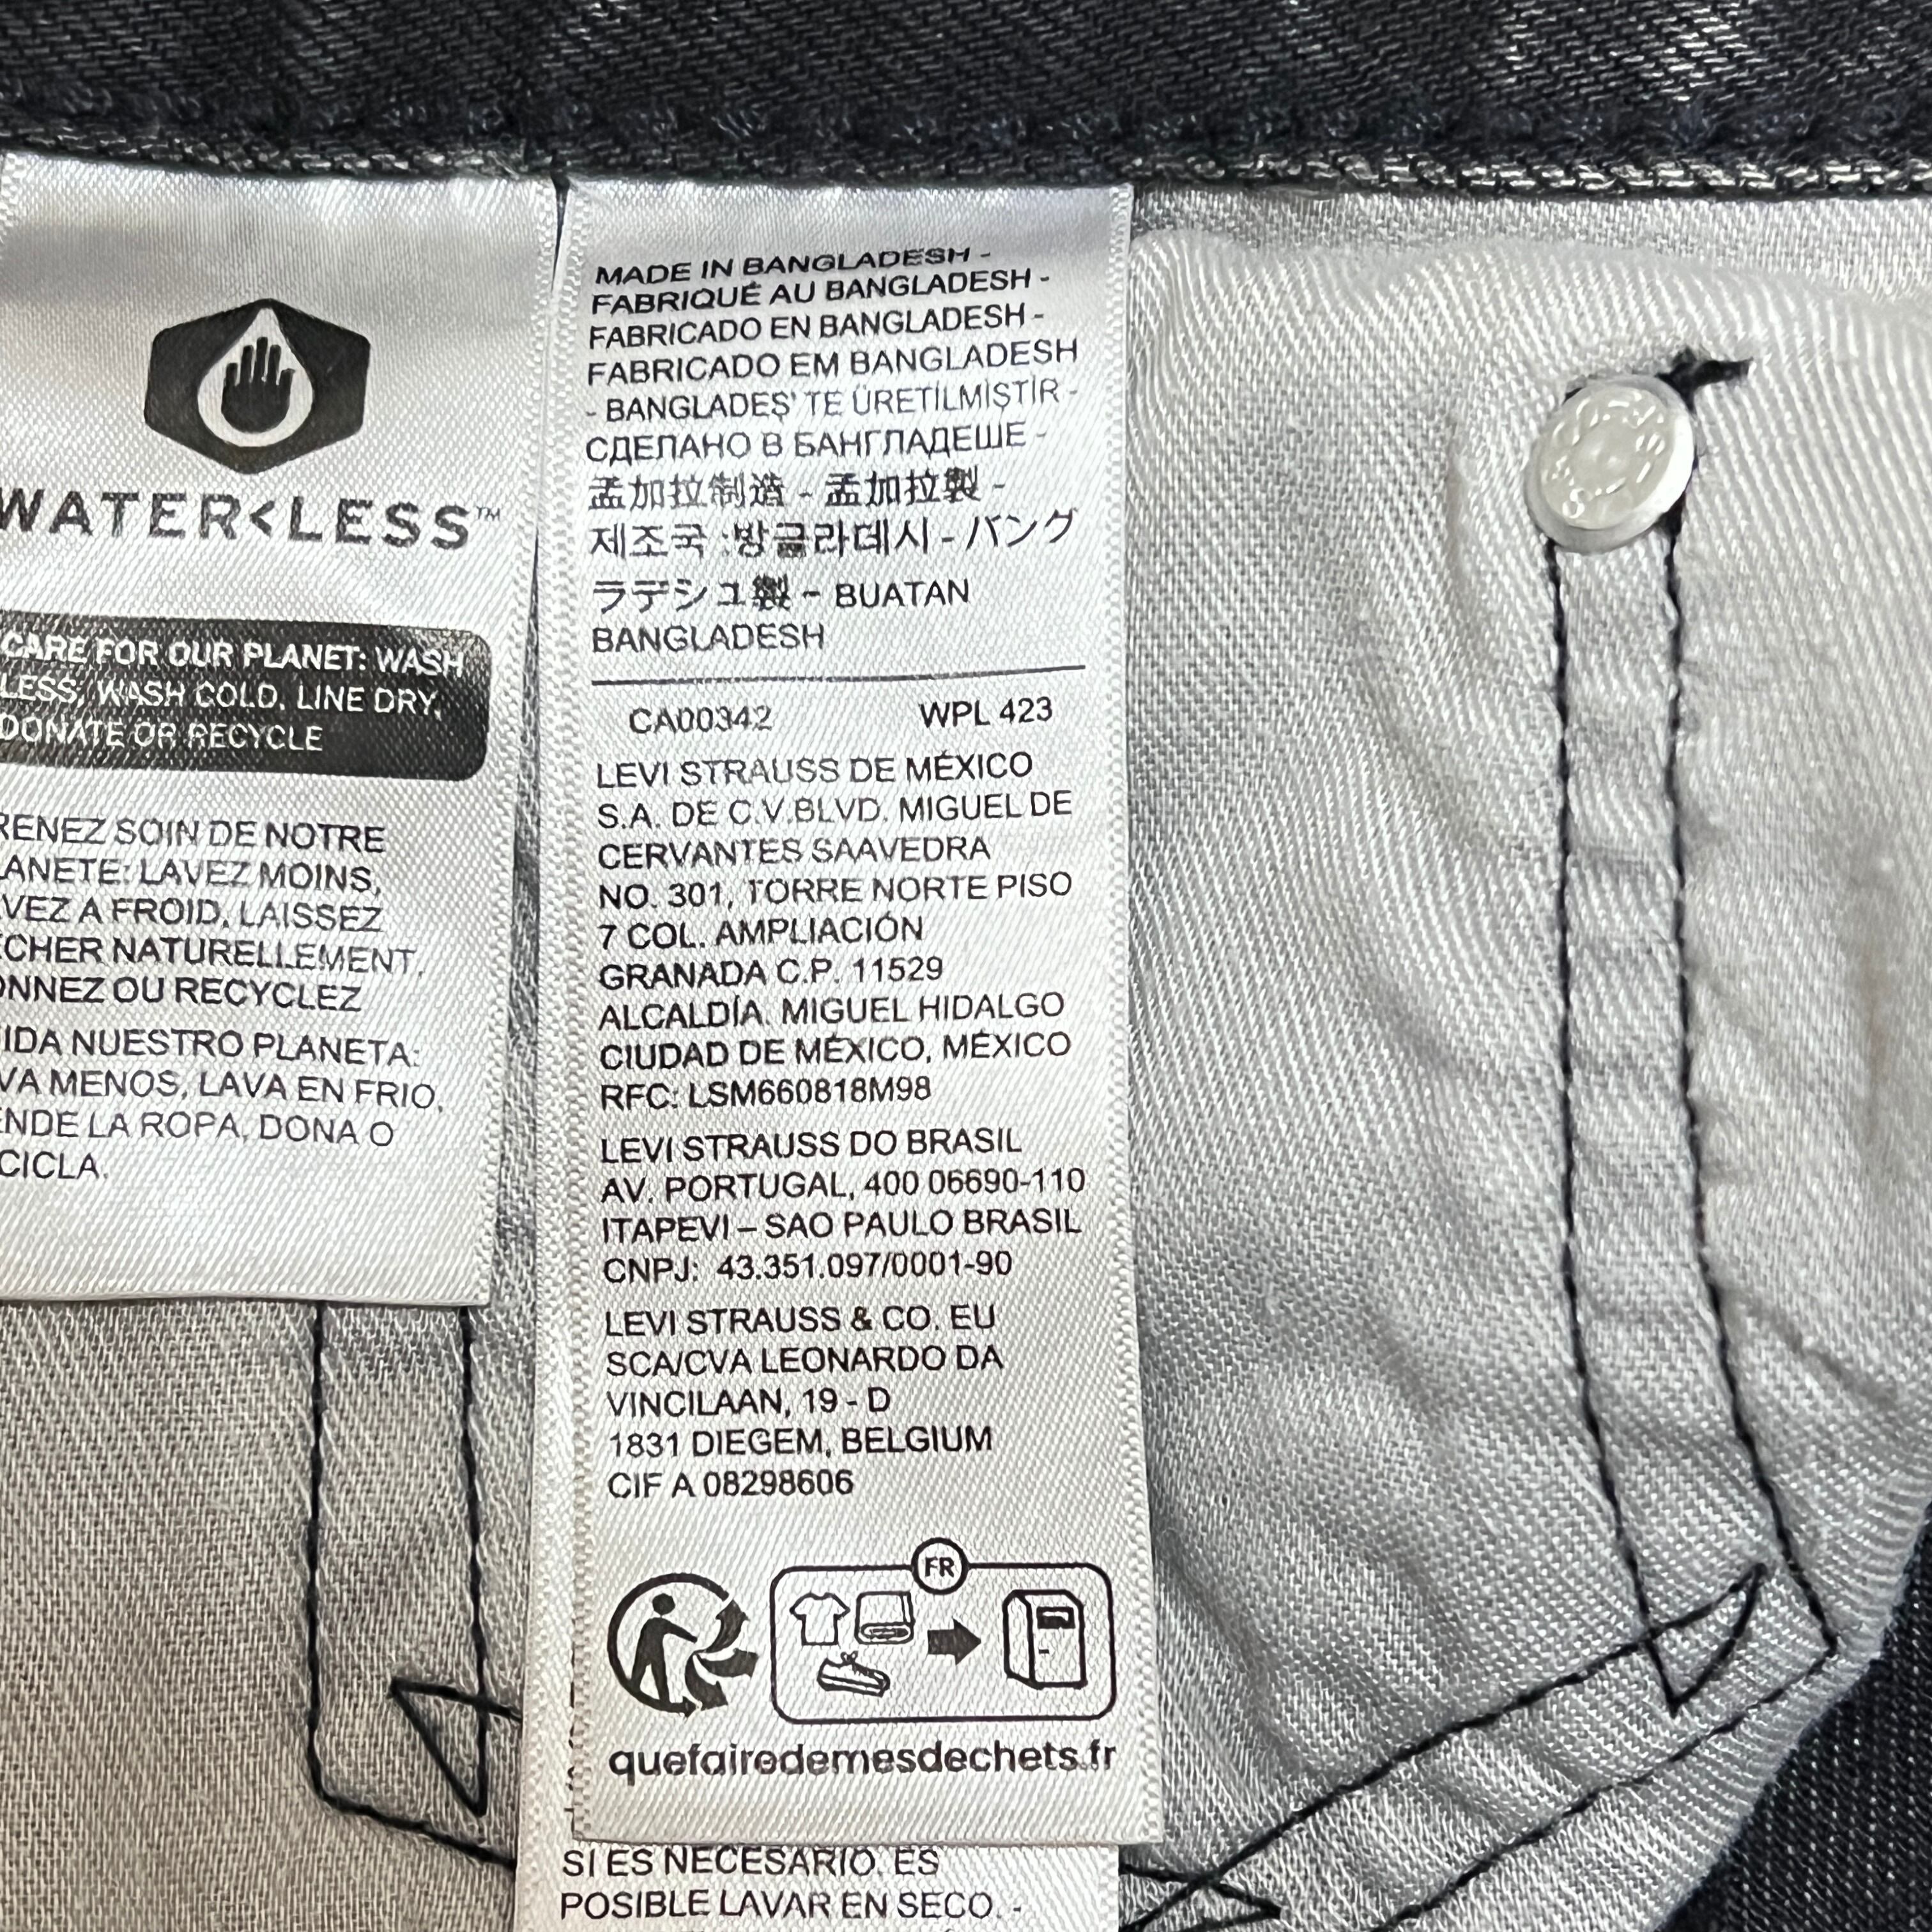 WATER<LESS™
CARE FOR OUR PLANET: WASH
LESS, WASH COLD, LINE DRY,
DONATE OR RECYCLE
RENEZ SOIN DE NOTRE
LANETE: LAVEZ MOINS,
VEZ A FROID, LAISSEZ
CHER NATURELLEMENT,
ONNEZ OU RECYCLEZ
IDA NUESTRO PLANETA:
VA MENOS, LAVA EN FRIO,
ENDE LA ROPA, DONA O
CICLA.
MADE IN BANGLADESH -
FABRIQUÉ AU BANGLADESH -
FABRICADO EN BANGLADESH -
FABRICADO EM BANGLADESH
- BANGLADEŞ' TE ÜRETİLMİŞTİR -
СДЕЛАНО В БАНГЛАДЕШЕ -
孟加拉制造 - 孟加拉製 -
제조국 :방글라데시 - バング
ラデシュ製 - BUATAN
BANGLADESH
CA00342 WPL 423
LEVI STRAUSS DE MÉXICO
S.A. DE C.V.BLVD. MIGUEL DE
CERVANTES SAAVEDRA
NO. 301, TORRE NORTE PISO
7 COL. AMPLIACIÓN
GRANADA C.P. 11529
ALCALDÍA. MIGUEL HIDALGO
CIUDAD DE MÉXICO, MÉXICO
RFC: LSM660818M98
LEVI STRAUSS DO BRASIL
AV. PORTUGAL, 400 06690-110
ITAPEVI – SAO PAULO BRASIL
CNPJ: 43.351.097/0001-90
LEVI STRAUSS & CO. EU
SCA/CVA LEONARDO DA
VINCILAAN, 19 - D
1831 DIEGEM, BELGIUM
CIF A 08298606
FR
quefairedemesdechets.fr
SI ES NECESARIO. ES
POSIBLE LAVAR EN SECO. -